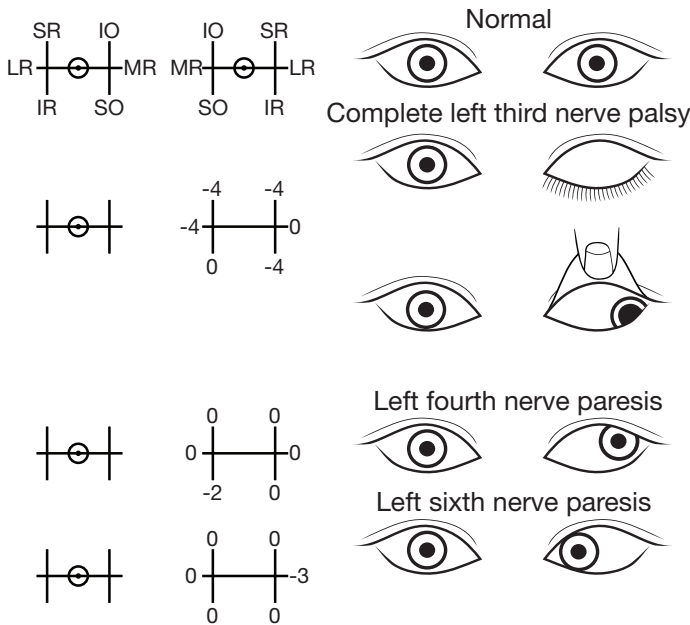 Normal
SR IO IO SR
LR MR MR LR
IR SO SO IR
Complete left third nerve palsy
-4 -4
-4 0
0 -4
Left fourth nerve paresis
0 0
0 0
-2 0
Left sixth nerve paresis
0 0
0 -3
0 0